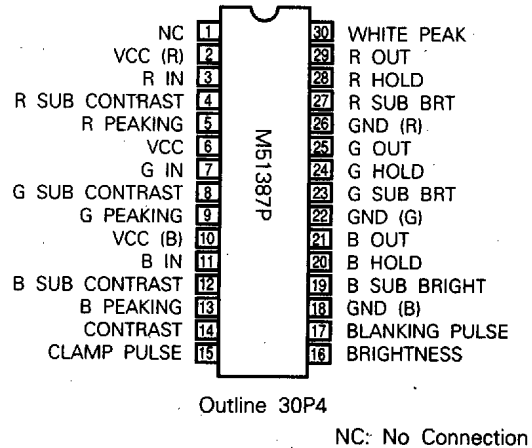 NC 1 30 WHITE PEAK
VCC (R) 2 29 R OUT
R IN 3 28 R HOLD
R SUB CONTRAST 4 27 R SUB BRT
R PEAKING 5 26 GND (R)
VCC 6 25 G OUT
G IN 7 24 G HOLD
G SUB CONTRAST 8 23 G SUB BRT
G PEAKING 9 22 GND (G)
VCC (B) 10 21 B OUT
B IN 11 20 B HOLD
B SUB CONTRAST 12 19 B SUB BRIGHT
B PEAKING 13 18 GND (B)
CONTRAST 14 17 BLANKING PULSE
CLAMP PULSE 15 16 BRIGHTNESS
M51387P
Outline 30P4
NC: No Connection